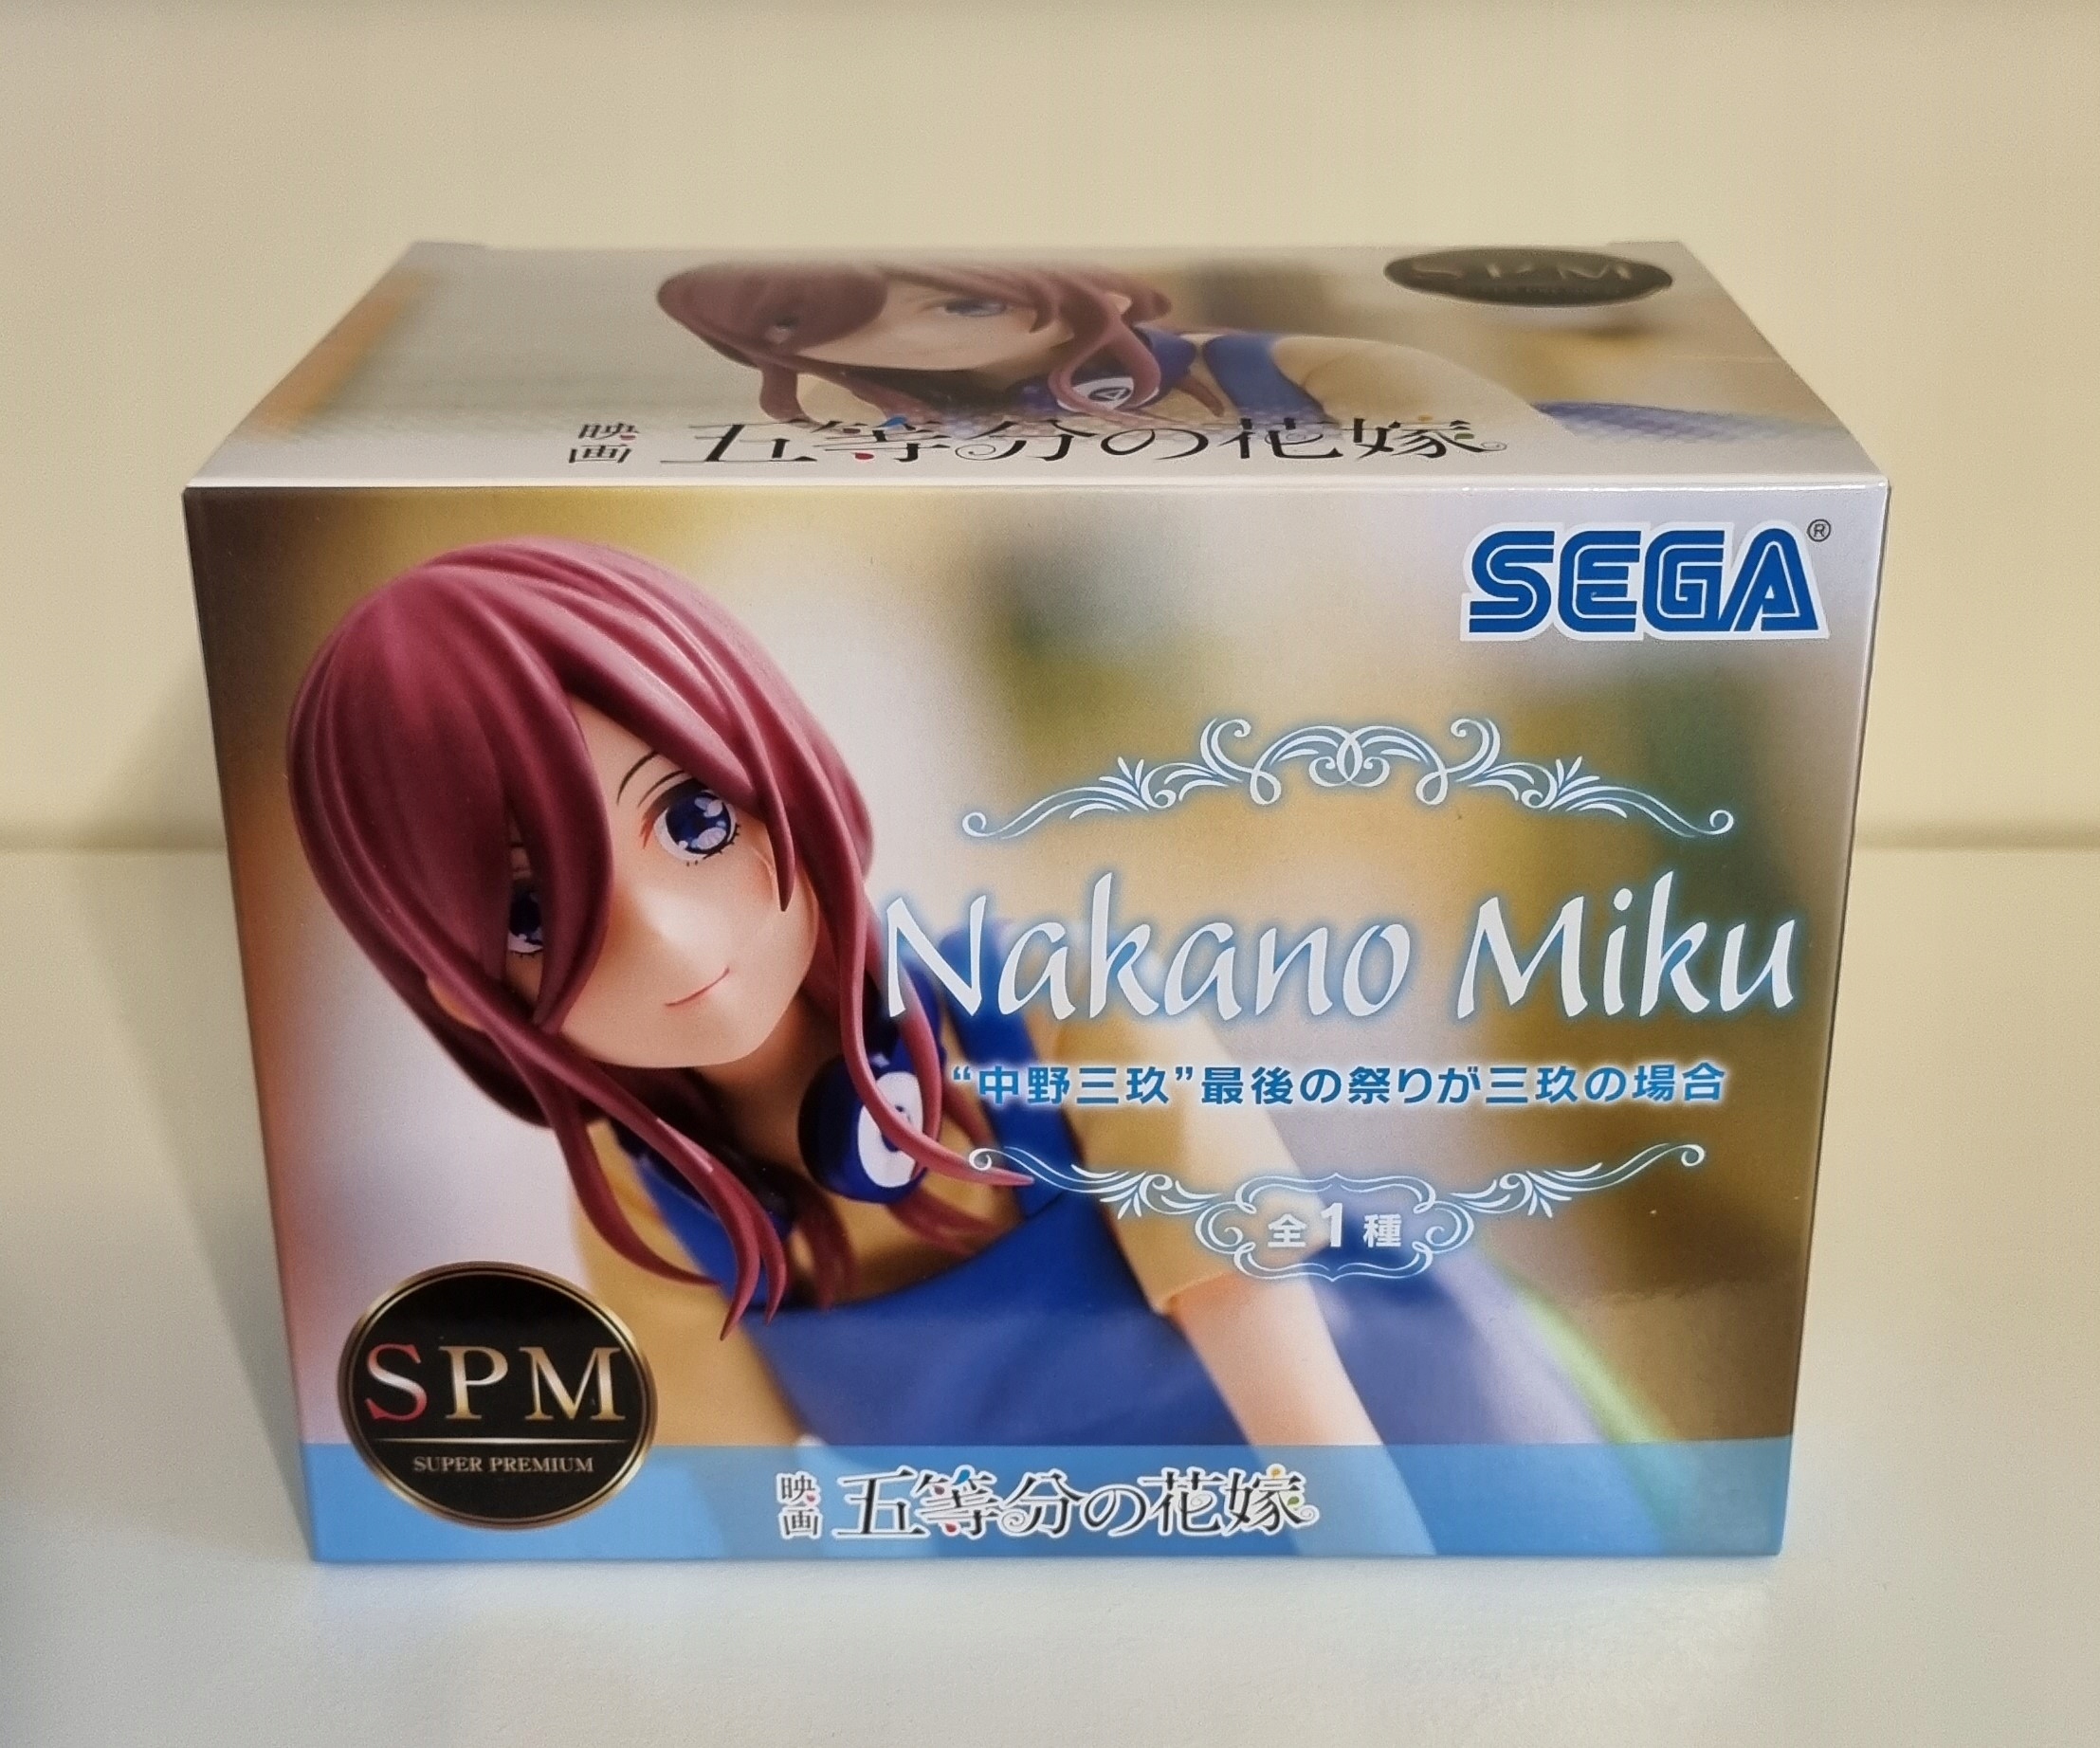 SPM
映画 五等分の花嫁
SEGA®
Nakano Miku
“中野三玖”最後の祭りが三玖の場合
全1種
SPM
SUPER PREMIUM
映画 五等分の花嫁